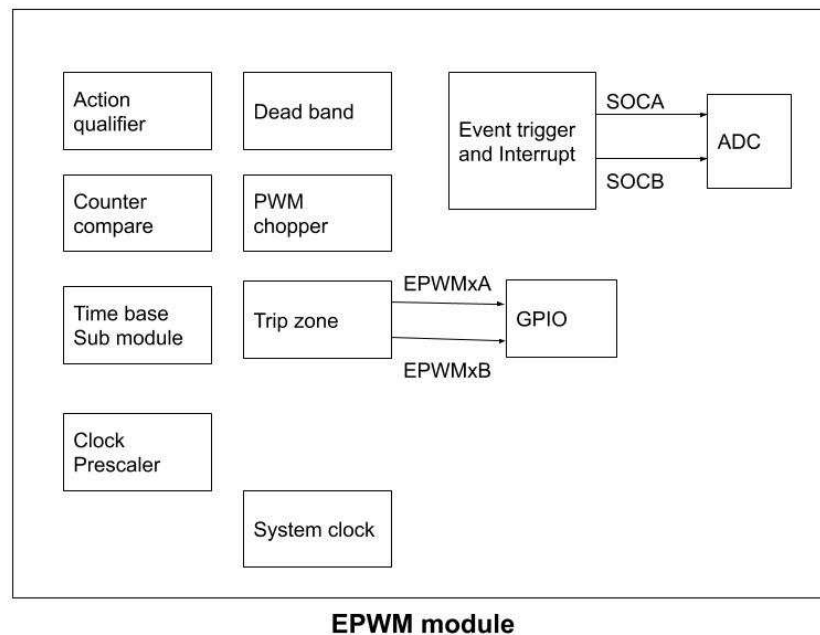 Action
qualifier
Dead band
Event trigger
and Interrupt
SOCA
SOCB
ADC
Counter
compare
PWM
chopper
Time base
Sub module
Trip zone
EPWMxA
EPWMxB
GPIO
Clock
Prescaler
System clock
EPWM module